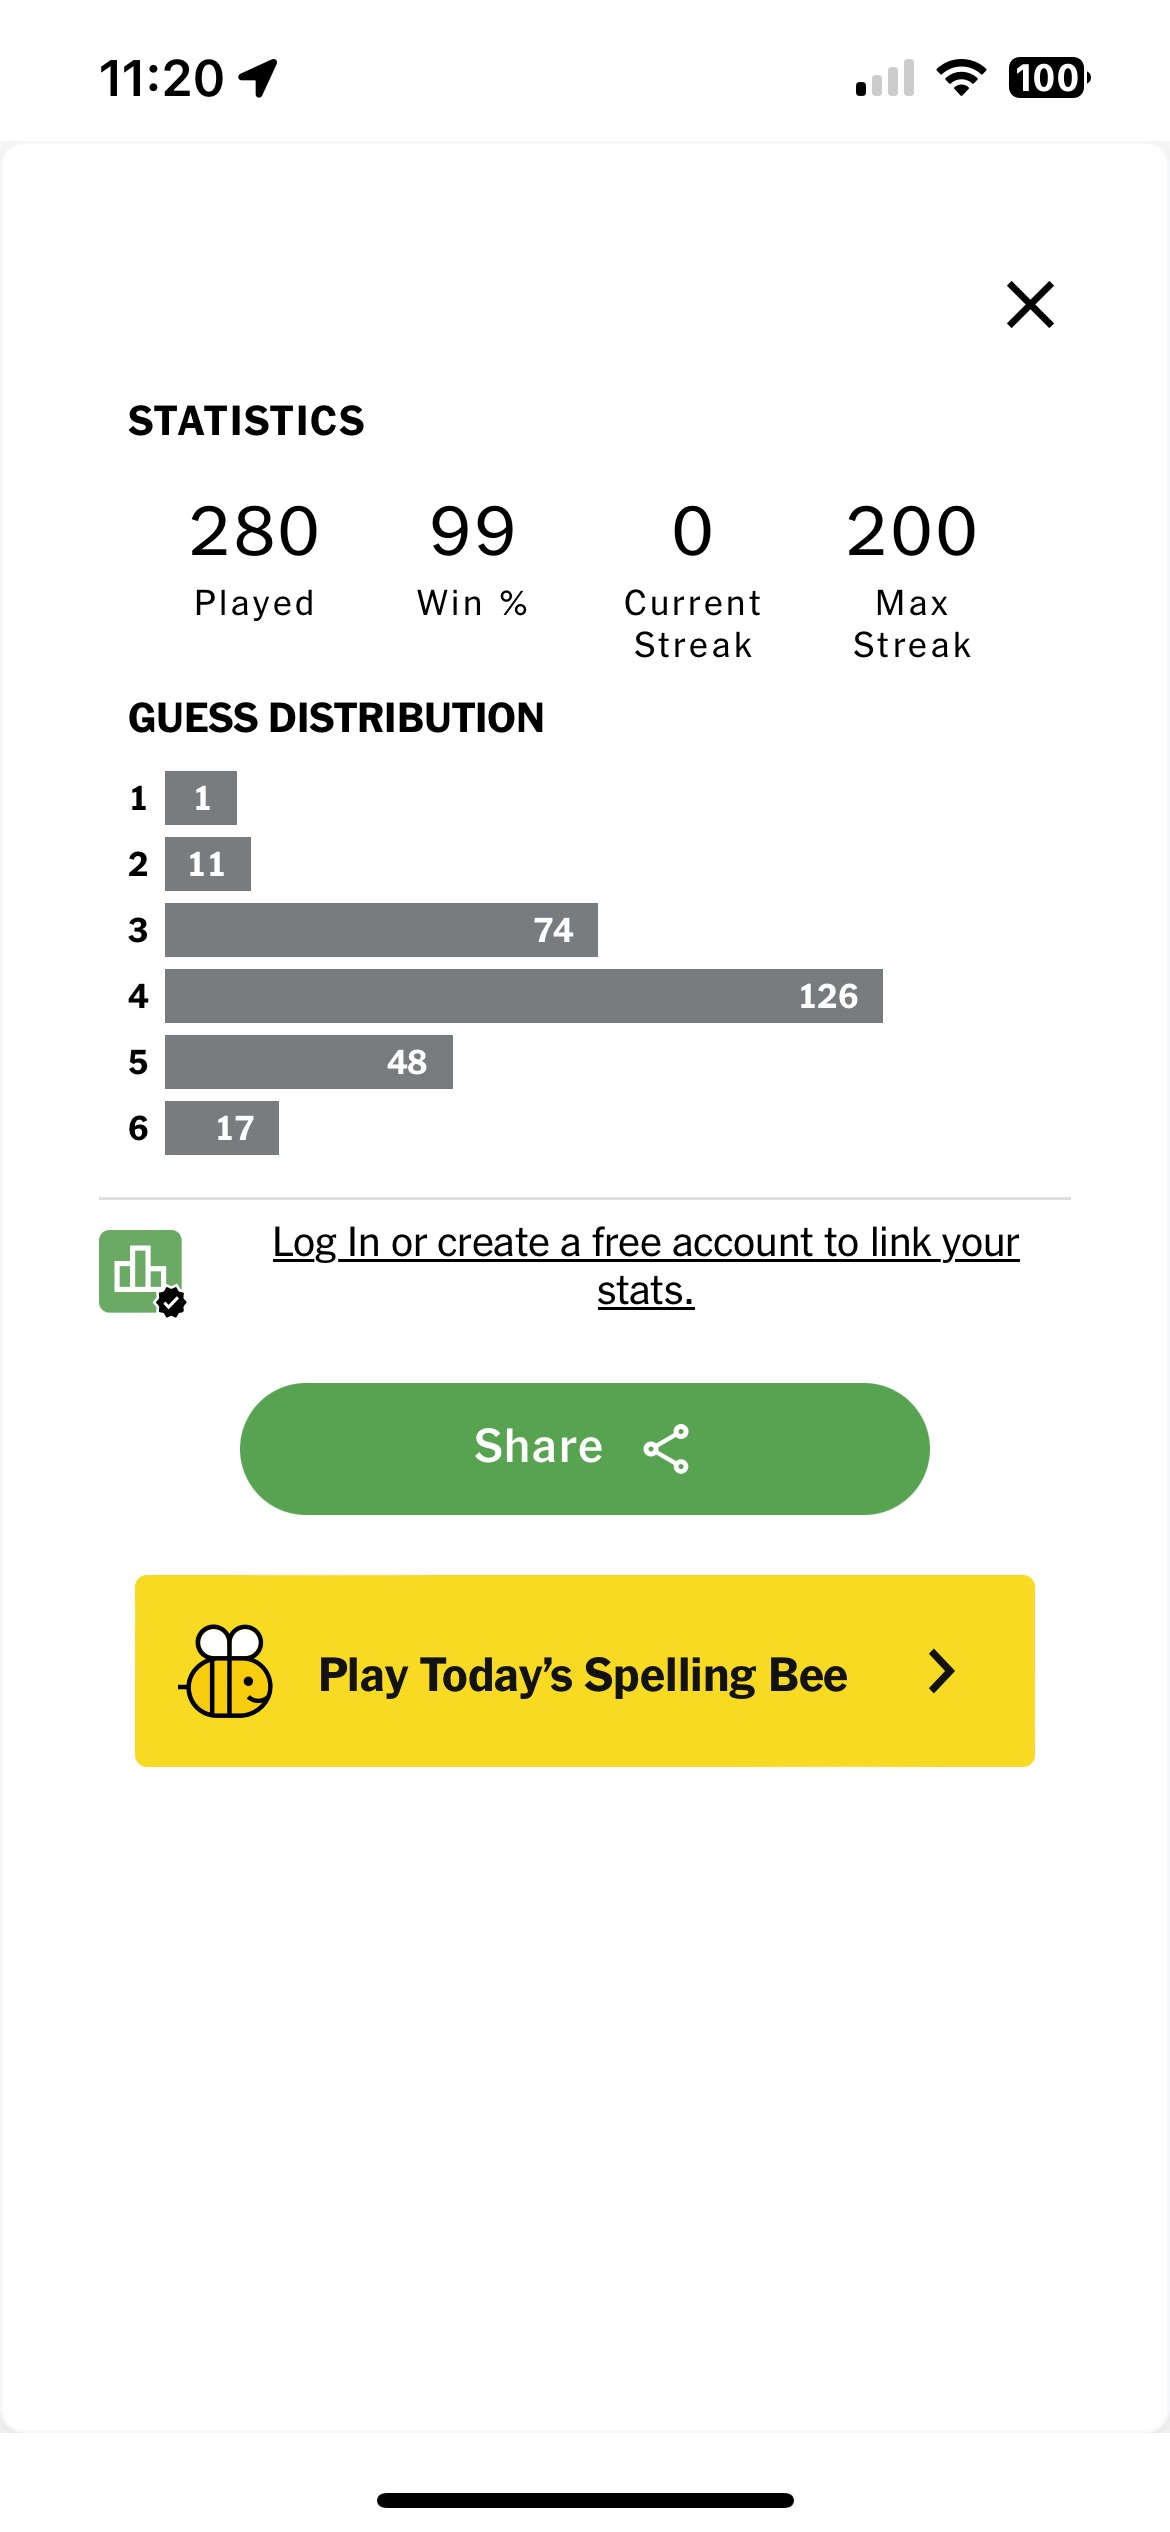 11:20
100
STATISTICS
280 99 0 200
Played Win % Current Streak Max Streak
GUESS DISTRIBUTION
1 1
2 11
3 74
4 126
5 48
6 17
Log In or create a free account to link your
stats.
Share
Play Today’s Spelling Bee